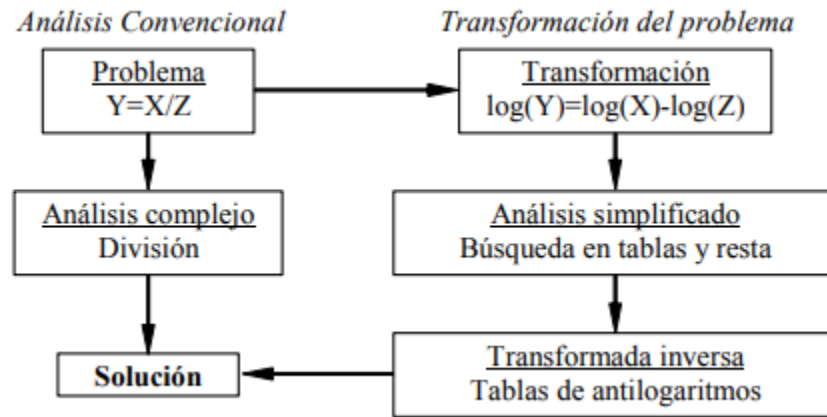 Análisis Convencional
Transformación del problema
Problema
Y=X/Z
Transformación
log(Y)=log(X)-log(Z)
Análisis complejo
División
Análisis simplificado
Búsqueda en tablas y resta
Solución
Transformada inversa
Tablas de antilogaritmos